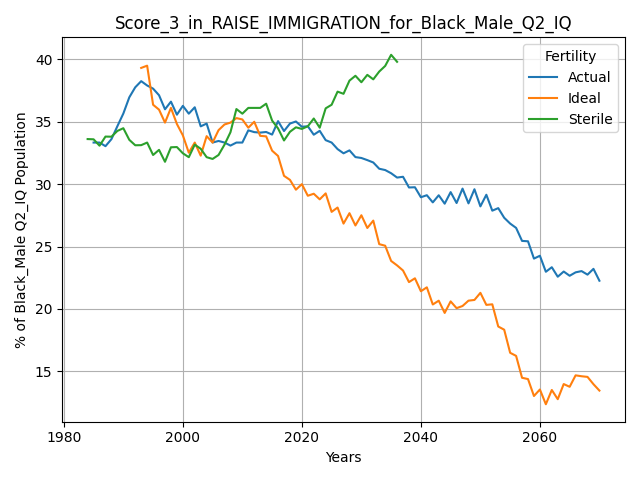 Score_3_in_RAISE_IMMIGRATION_for_Black_Male_Q2_IQ
% of Black_Male Q2_IQ Population
40
35
30
25
20
15
1980
2000
2020
2040
2060
Years
Fertility
Actual
Ideal
Sterile